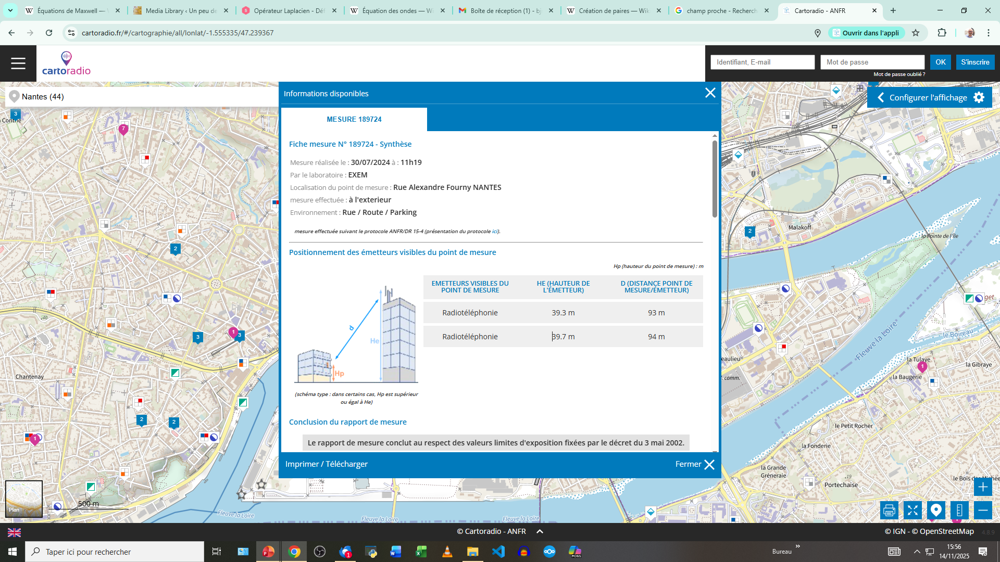 Équations de Maxwell —
Media Library ‹ Un peu de
Opérateur Laplacien - Déf
Équation des ondes — Wi
Boîte de réception (1) - bj
Création de paires — Wik
champ proche - Recherch
Cartoradio - ANFR
cartoradio.fr/#/cartographie/all/lonlat/-1.555335/47.239367
Ouvrir dans l'appli
cartoradio
Identifiant, E-mail
Mot de passe
OK
S'inscrire
Mot de passe oublié ?
Nantes (44)
Configurer l'affichage
Informations disponibles
MESURE 189724
Fiche mesure N° 189724 - Synthèse
Mesure réalisée le : 30/07/2024 à : 11h19
Par le laboratoire : EXEM
Localisation du point de mesure : Rue Alexandre Fourny NANTES
mesure effectuée : à l'exterieur
Environnement : Rue / Route / Parking
mesure effectuée suivant le protocole ANFR/DR 15-4 (présentation du protocole ici).
Positionnement des émetteurs visibles du point de mesure
Hp (hauteur du point de mesure) : m
EMETTEURS VISIBLES DU POINT DE MESURE
HE (HAUTEUR DE L'ÉMETTEUR)
D (DISTANCE POINT DE MESURE/ÉMETTEUR)
Radiotéléphonie 39.3 m 93 m
Radiotéléphonie 39.7 m 94 m
d
He
Hp
(schéma type : dans certains cas, Hp est supérieur
ou égal à He)
Conclusion du rapport de mesure
Le rapport de mesure conclut au respect des valeurs limites d'exposition fixées par le décret du 3 mai 2002.
Imprimer / Télécharger
Fermer
3
7
2
3
1
3
2
2
1
2
1
la Contrie
.40
Chantenay
Malakoff
la Pointe de l'Île
le Boireau
Fleuve la Loire
eaulieu
. comm.
la Tulaye
la Baugerie
la Gibraye
le Petit Rocher
la Fonderie
la Grande
Gréneraie
.19
Portechaise
le Bois des
Fleuve la Loire
Fleuve la Loire
Fleuve la Loire
Plan
500 m
© Cartoradio - ANFR
© IGN - © OpenStreetMap
4.8.9
Taper ici pour rechercher
1
M365
Bureau
15:56
14/11/2025